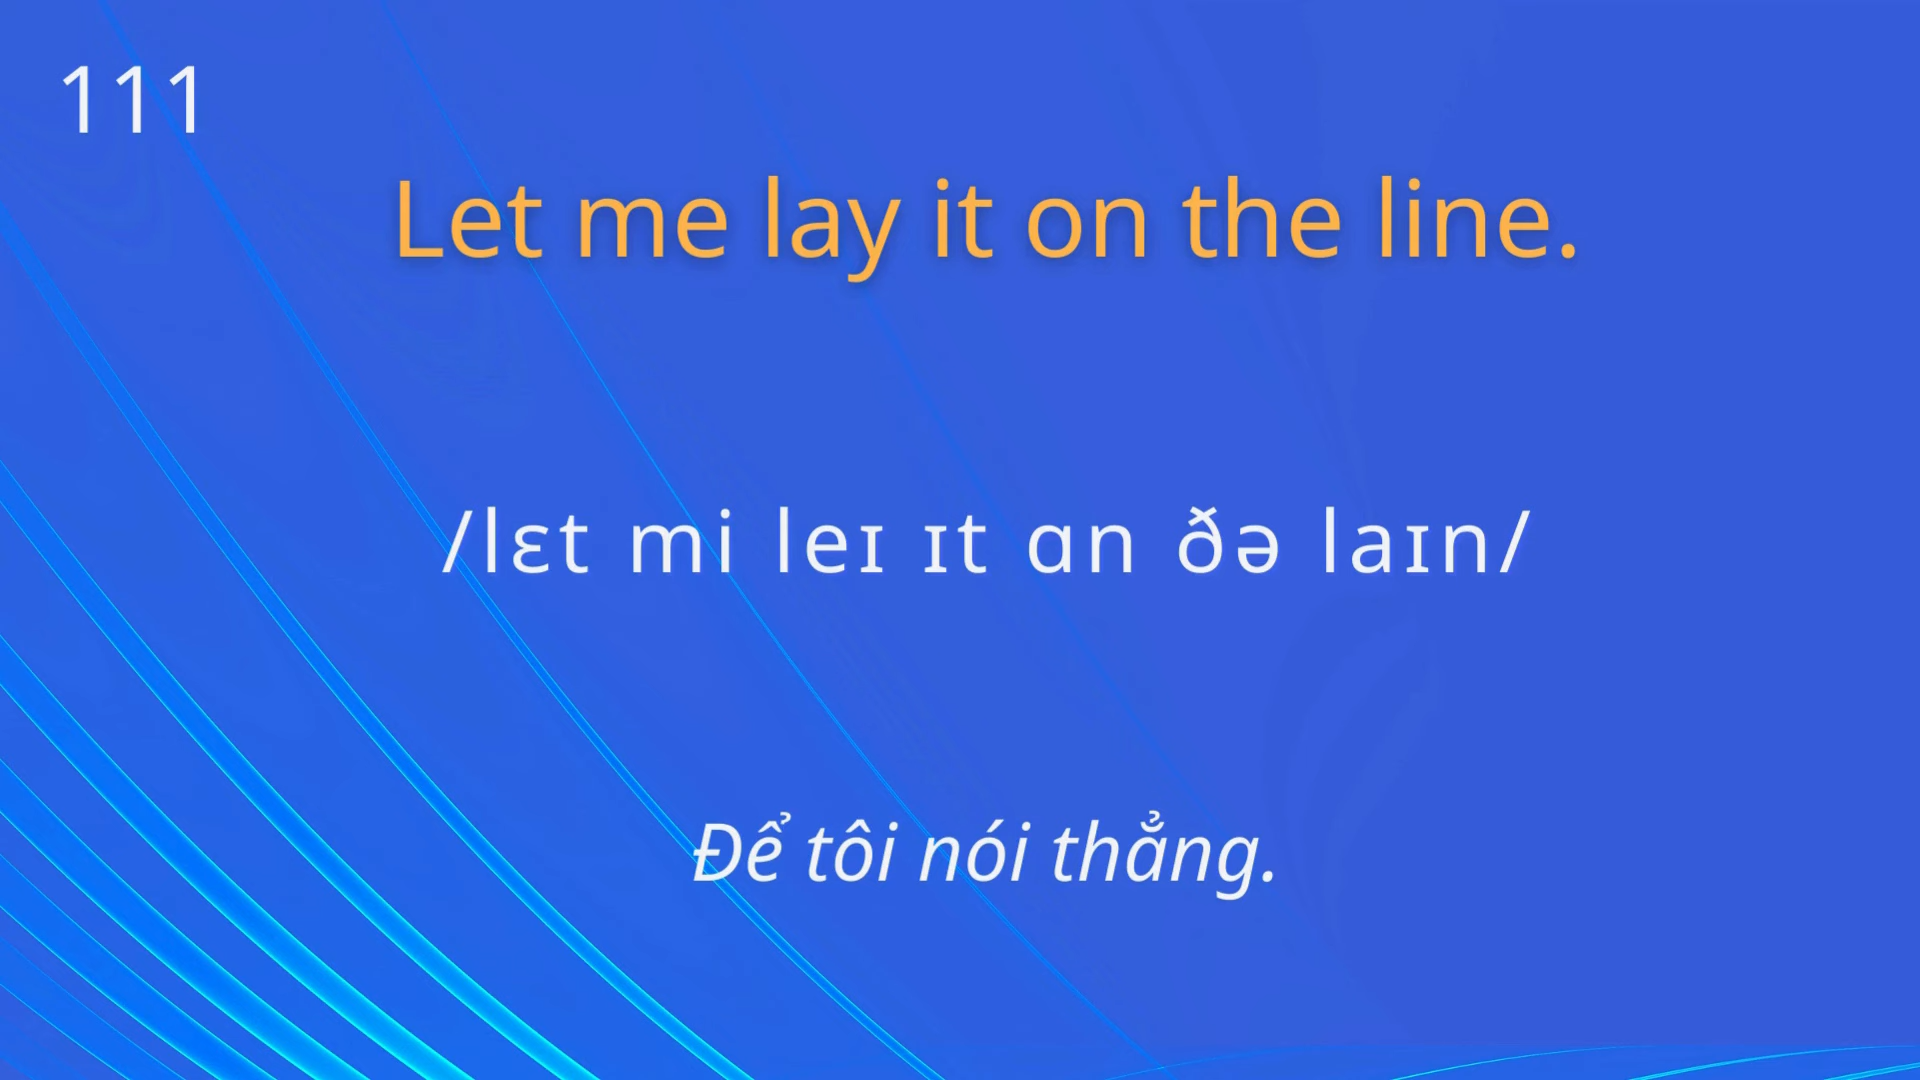 111
Let me lay it on the line.
/lɛt mi leɪ ɪt ɑn ðə laɪn/
Để tôi nói thẳng.